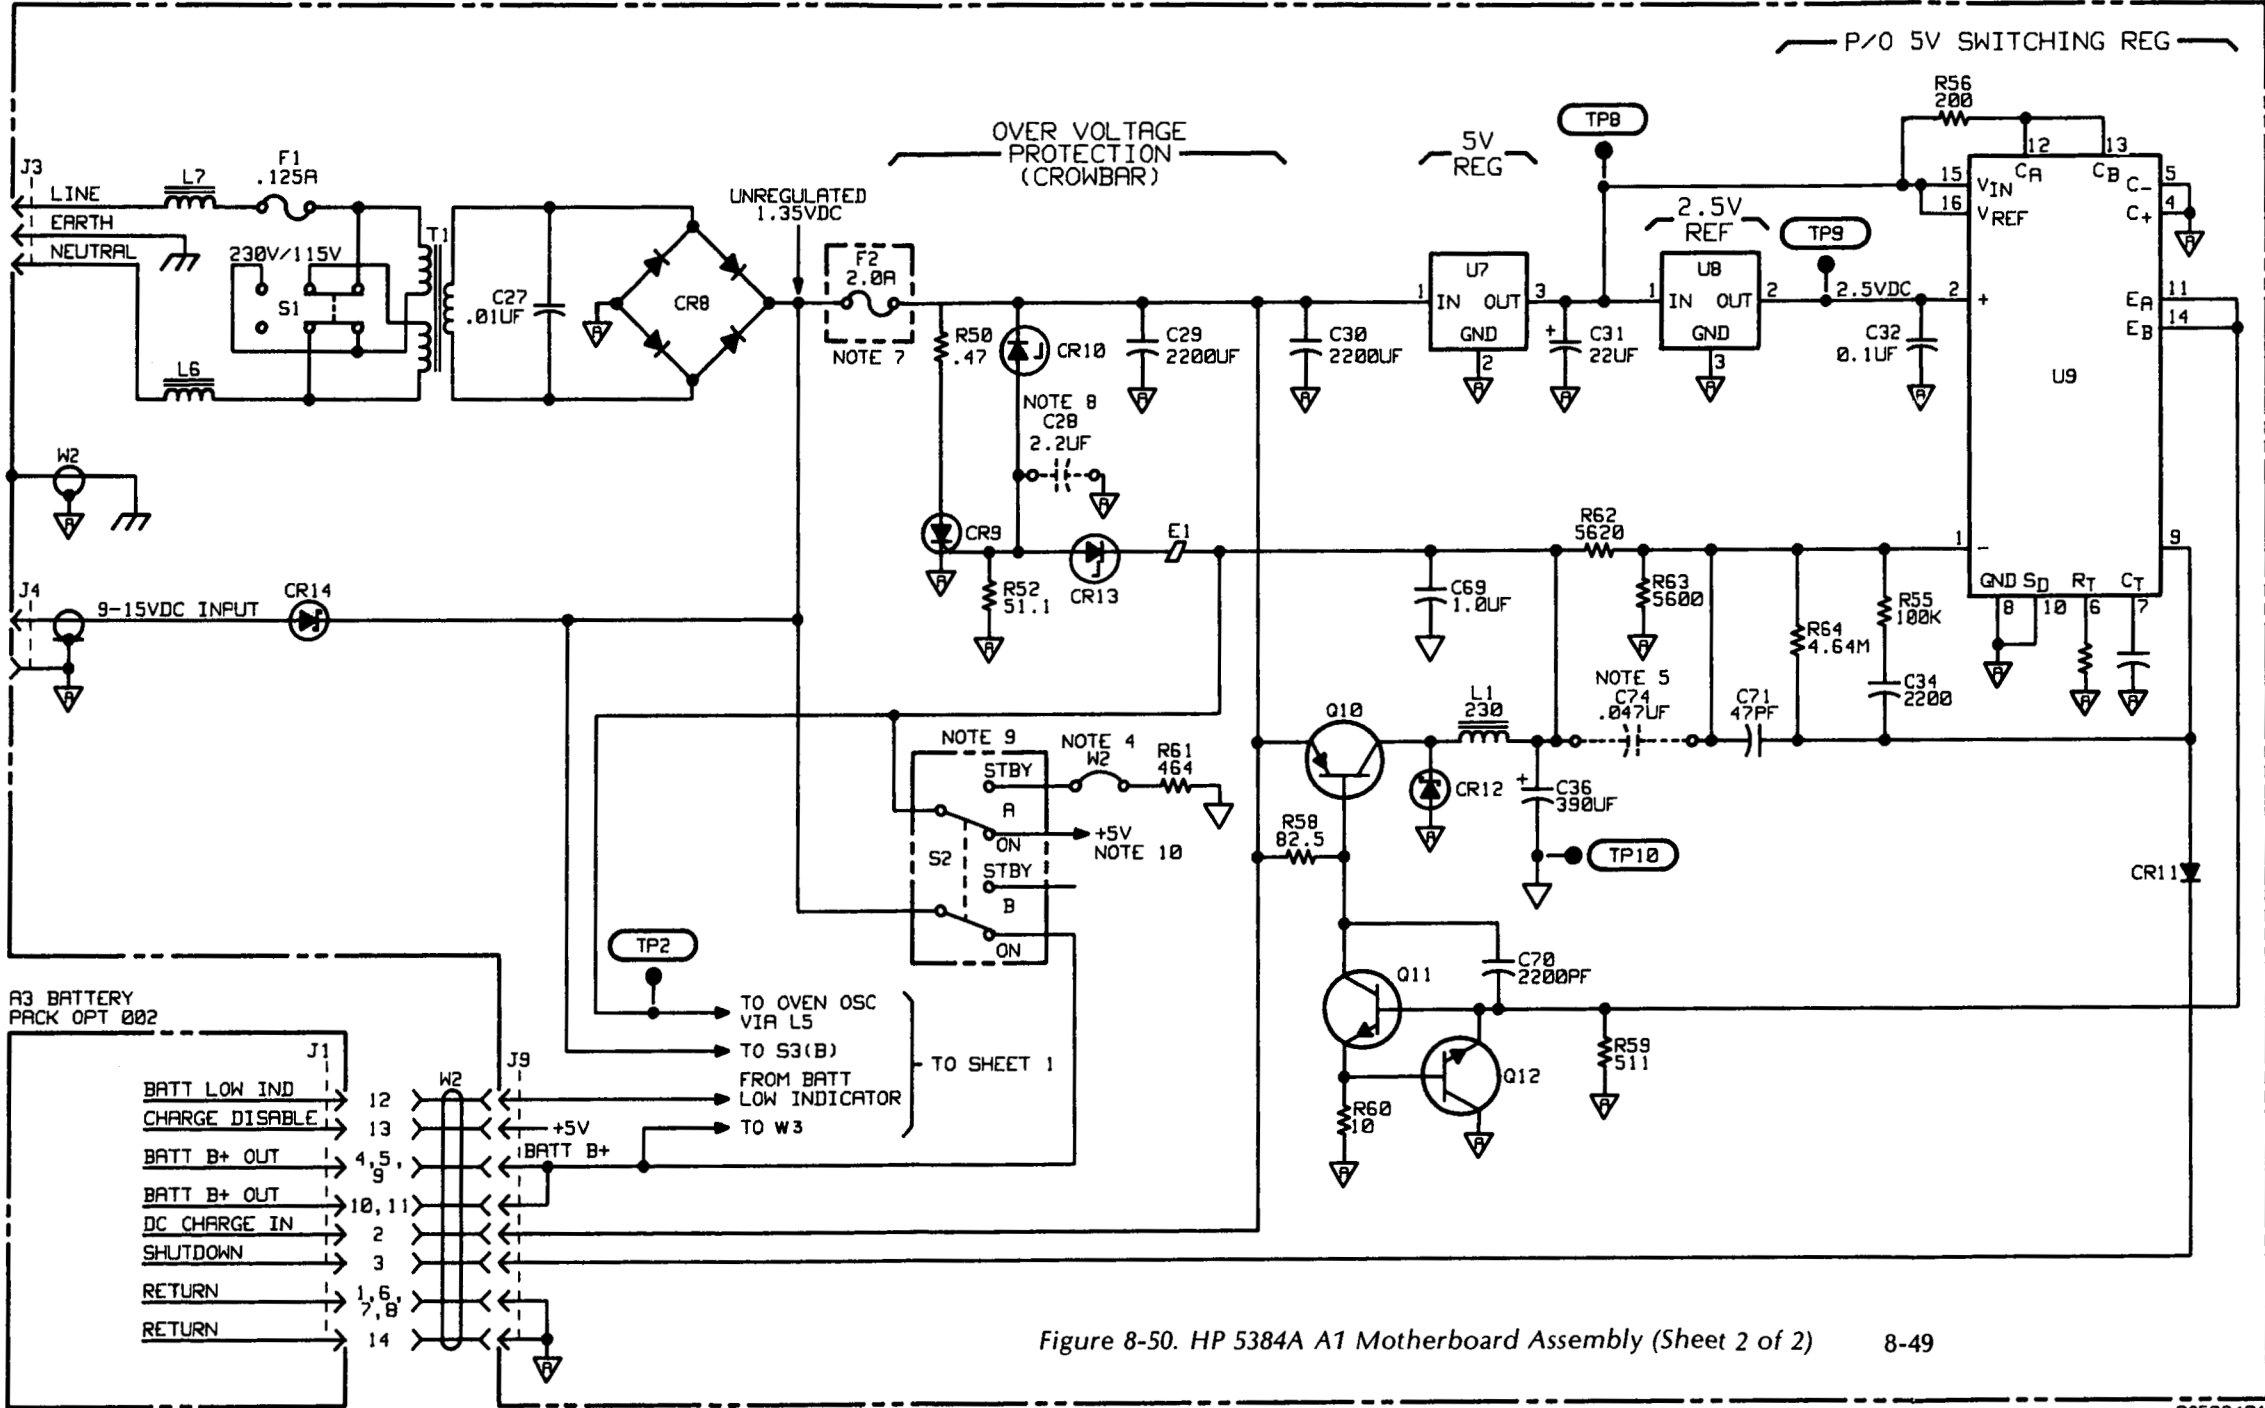 P/O 5V SWITCHING REG
OVER VOLTAGE
PROTECTION
(CROWBAR)
5V
REG
TP8
R56
200
12
13
CA
CB
15
VIN
16
VREF
C-
5
C+
4
J3
LINE
EARTH
NEUTRAL
L7
F1
.125A
230V/115V
S1
L6
T1
C27
.01UF
CR8
UNREGULATED
1.35VDC
F2
2.0A
NOTE 7
R50
.47
CR10
C29
2200UF
C30
2200UF
1
U7
IN OUT
GND
2
3
+
C31
22UF
2.5V
REF
1
U8
IN OUT
GND
3
2
TP9
2.5VDC
C32
0.1UF
2
+
EA
11
EB
14
U9
NOTE 8
C28
2.2UF
W2
A
CR9
R52
51.1
CR13
E1
C69
1.0UF
R62
5620
R63
5600
R64
4.64M
R55
100K
C34
2200
1
-
9
GND SD RT CT
8
10
6
7
J4
9-15VDC INPUT
CR14
NOTE 9
STBY
A
ON
S2
STBY
B
ON
NOTE 4
W2
R61
464
+5V
NOTE 10
Q10
L1
230
NOTE 5
C74
.047UF
C71
47PF
CR12
+
C36
390UF
TP10
R58
82.5
CR11
C70
2200PF
Q11
Q12
R59
511
R60
10
TP2
TO OVEN OSC
VIA L5
TO S3(B)
FROM BATT
LOW INDICATOR
TO W3
TO SHEET 1
A3 BATTERY
PACK OPT 002
J1
W2
J9
BATT LOW IND 12
CHARGE DISABLE 13 +5V
BATT B+ OUT 4,5,
9
BATT B+
BATT B+ OUT 10,11
DC CHARGE IN 2
SHUTDOWN 3
RETURN 1,6,
7,8
RETURN 14
Figure 8-50. HP 5384A A1 Motherboard Assembly (Sheet 2 of 2) 8-49